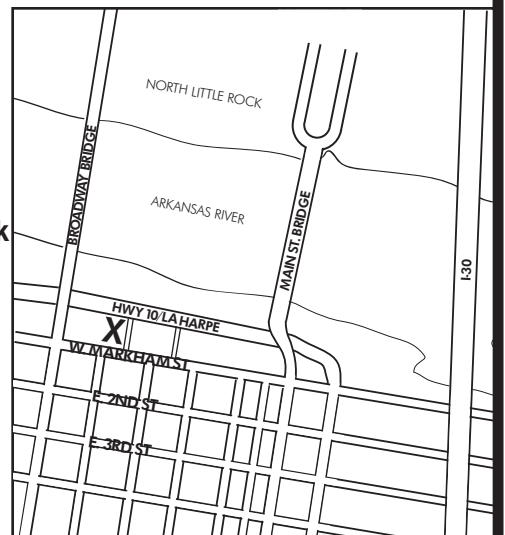 NORTH LITTLE ROCK
BROADWAY BRIDGE
ARKANSAS RIVER
MAIN ST. BRIDGE
I-30
k
HWY 10/LA HARPE
X
W. MARKHAM ST
E. 2ND ST
E. 3RD ST